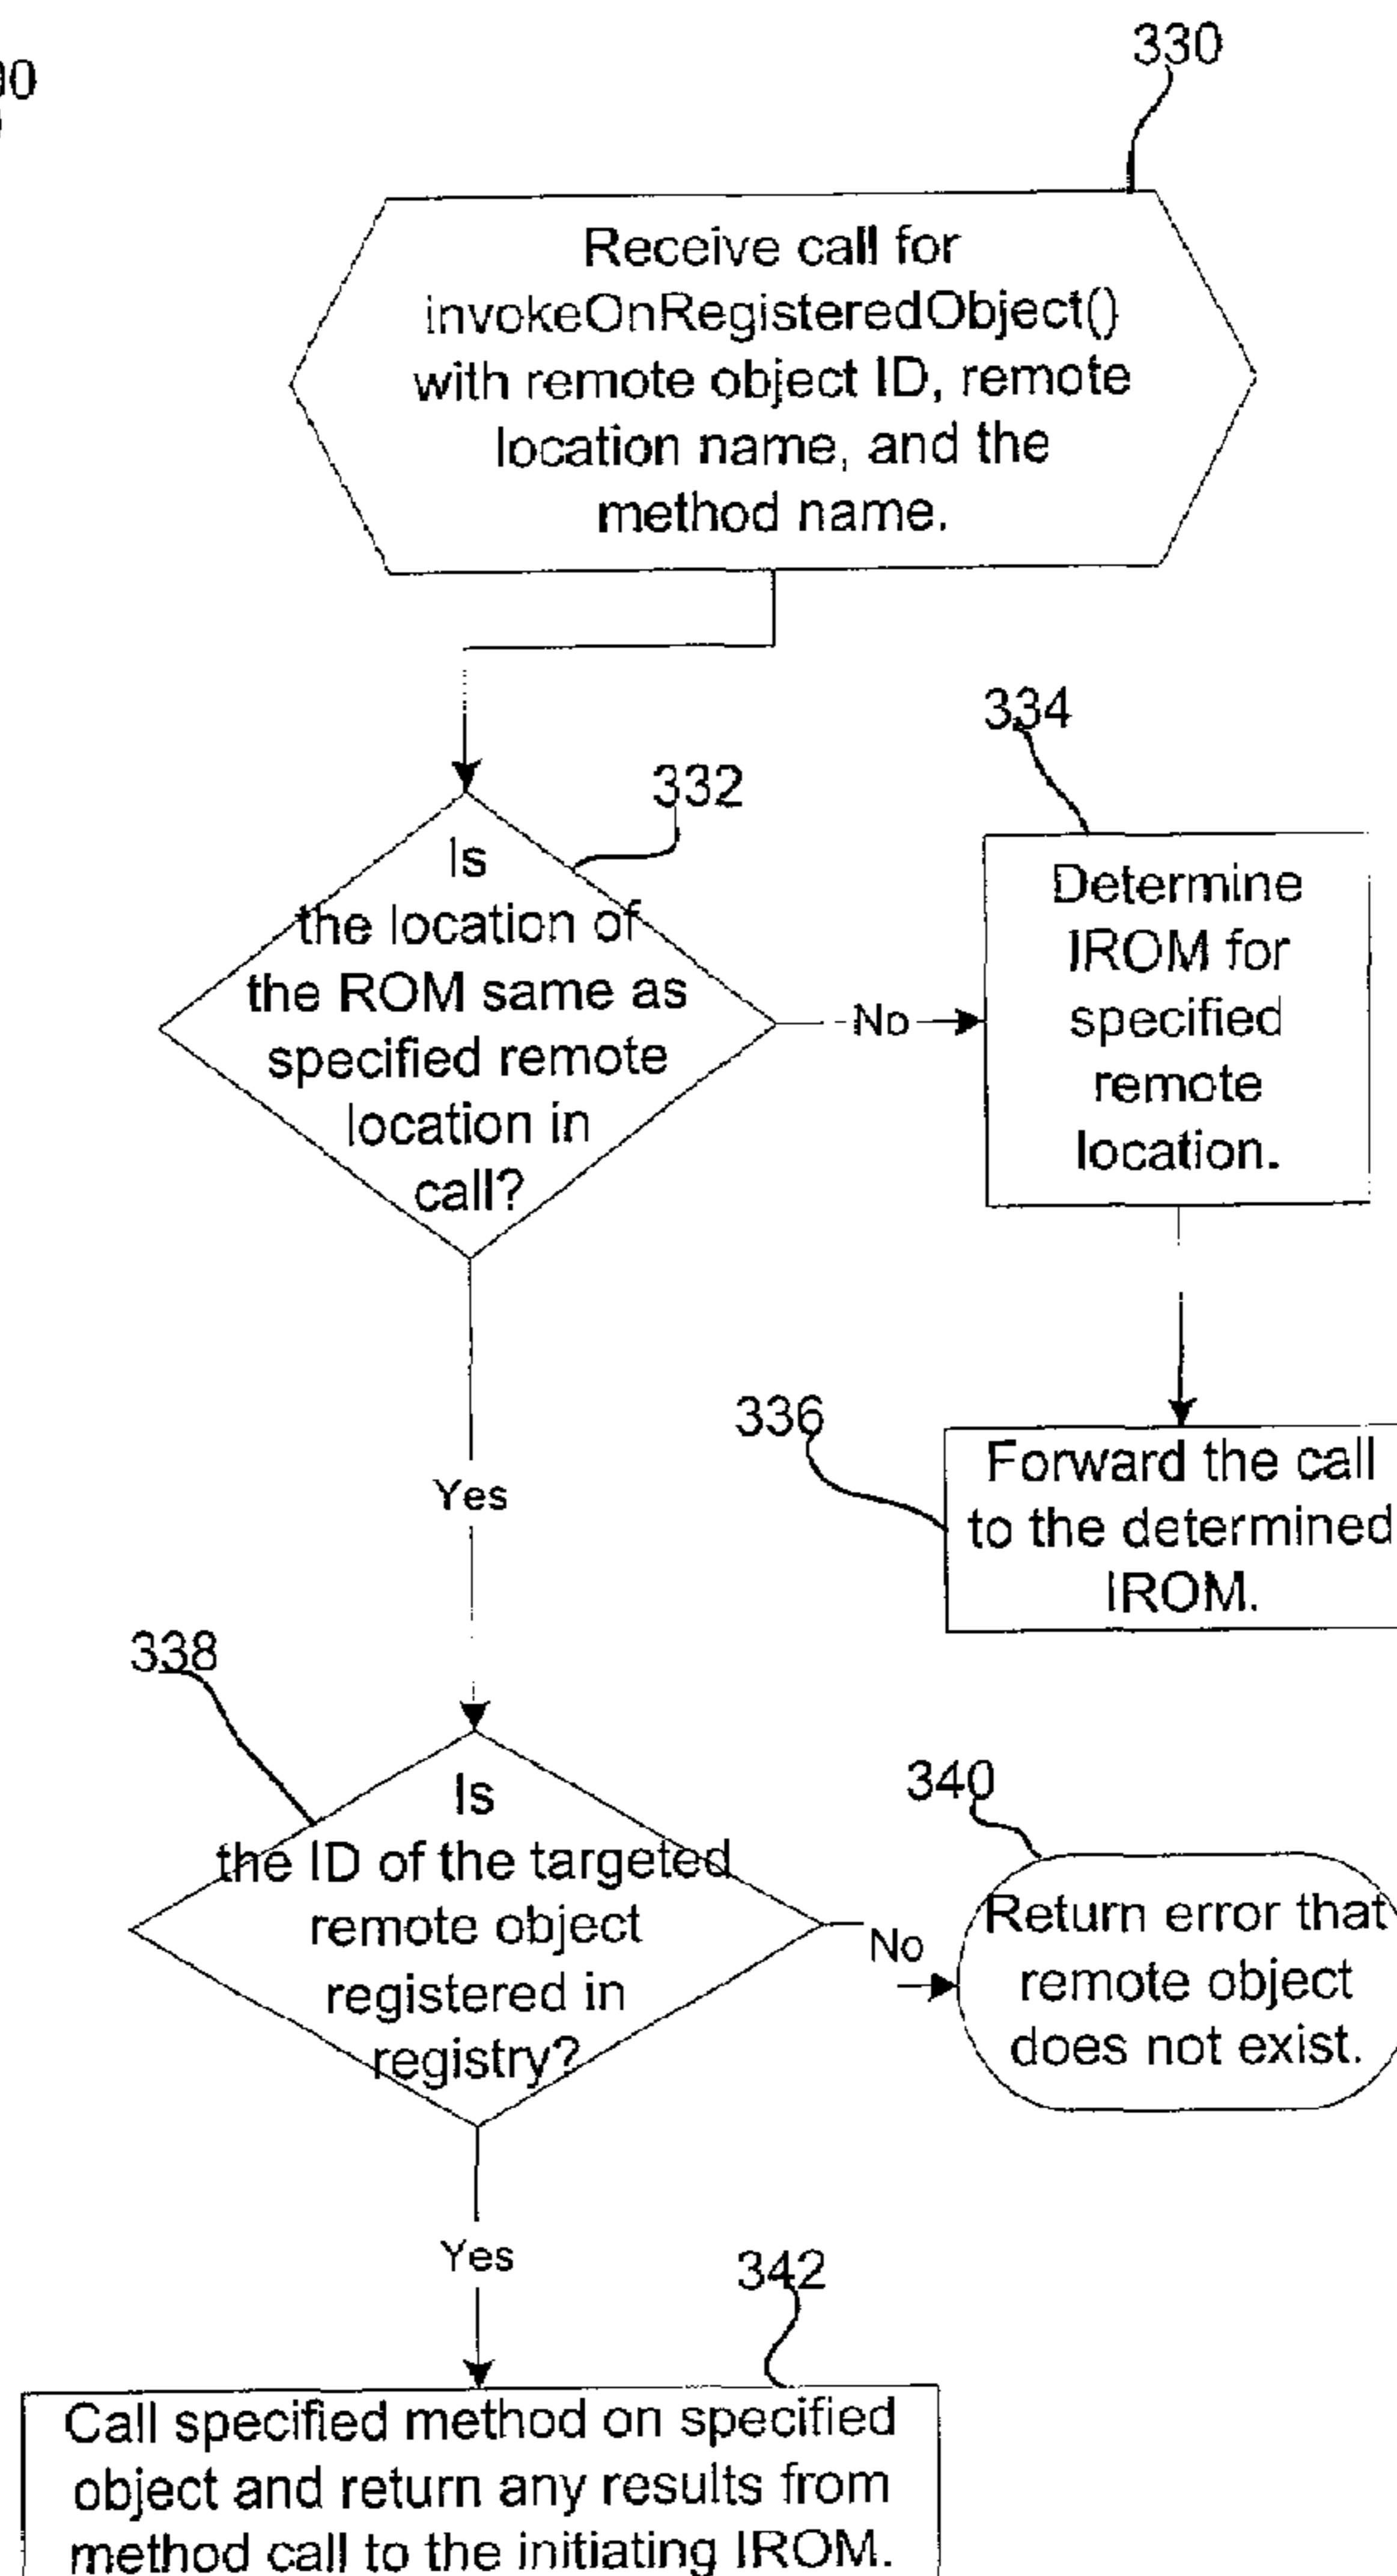 330
Receive call for
invokeOnRegisteredObject()
with remote object ID, remote
location name, and the
method name.
334
332
Is
the location of
the ROM same as
specified remote
location in
call?
No
Determine
IROM for
specified
remote
location.
336
Forward the call
to the determined
IROM.
Yes
338
Is
the ID of the targeted
remote object
registered in
registry?
No
340
Return error that
remote object
does not exist.
Yes
342
Call specified method on specified
object and return any results from
method call to the initiating IROM.